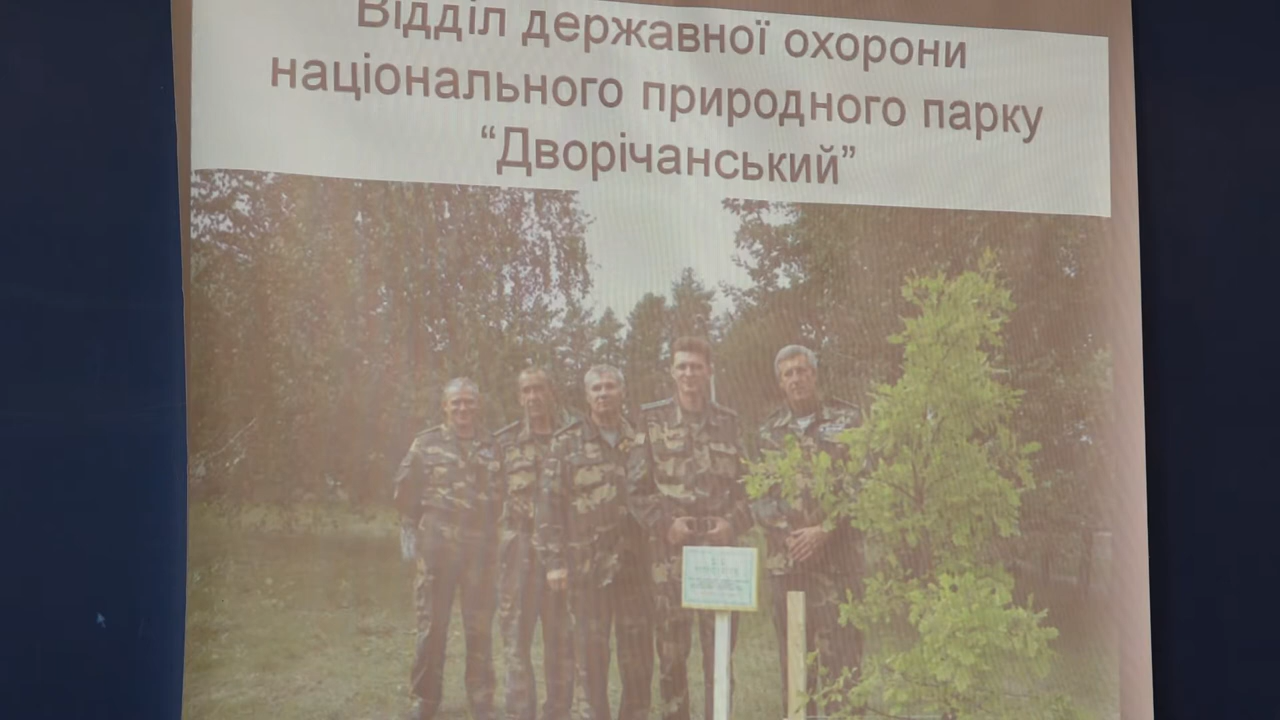 Відділ державної охорони
національного природного парку
“Дворічанський”